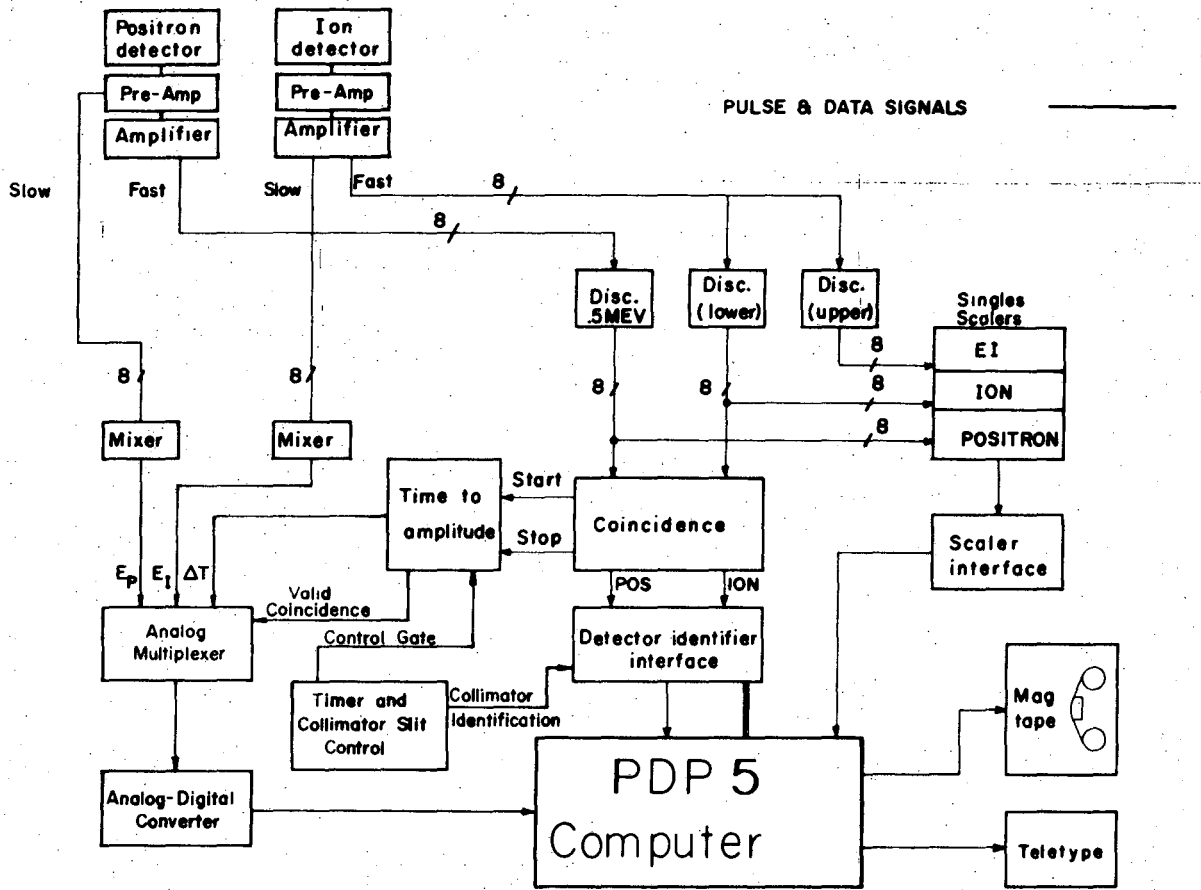 Positron
detector
Ion
detector
Pre-Amp
Pre-Amp
PULSE & DATA SIGNALS
Amplifier
Amplifier
Slow
Fast
Slow
Fast
8
8
Disc.
.5MEV
Disc.
(lower)
Disc.
(upper)
Singles
Scalers
EI
ION
POSITRON
8
8
8
8
8
8
8
Mixer
Mixer
Time to
amplitude
Start
Stop
Coincidence
Scaler
interface
EP
EI
ΔT
Valid
Coincidence
POS
ION
Analog
Multiplexer
Control Gate
Detector identifier
interface
Timer and
Collimator Slit
Control
Collimator
Identification
Mag
tape
Analog-Digital
Converter
PDP 5
Computer
Teletype